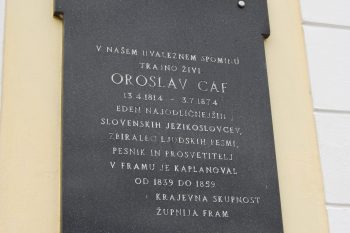 V NAŠEM HVALEŽNEM SPOMINU
TRAJNO ŽIVI
OROSLAV CAF
13.4.1814 - 3.7.1874
EDEN NAJODLIČNEJŠIH
SLOVENSKIH JEZIKOSLOVCEV,
ZBIRALEC LJUDSKIH PESMI,
PESNIK IN PROSVETITELJ
V FRAMU JE KAPLANOVAL
OD 1839 DO 1859
KRAJEVNA SKUPNOST
ŽUPNIJA FRAM